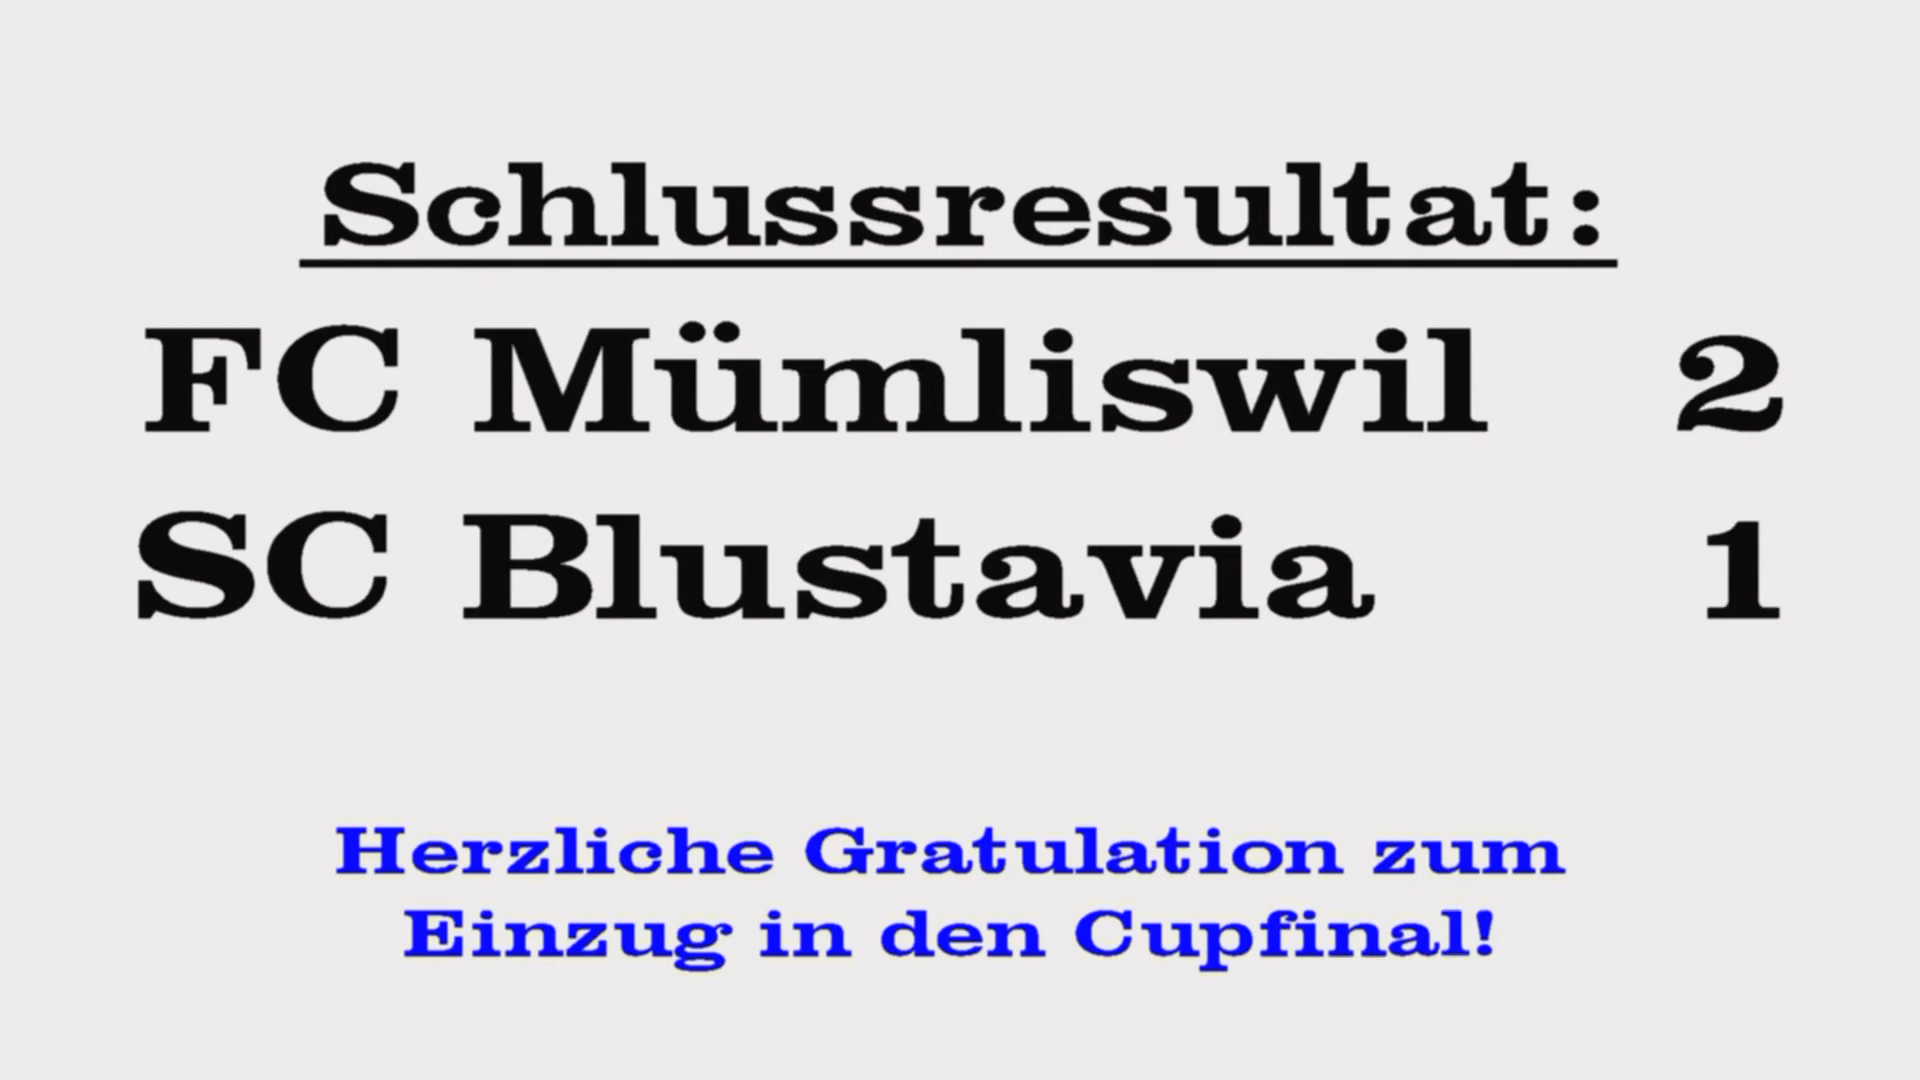 Schlussresultat:
FC Mümliswil 2
SC Blustavia 1
Herzliche Gratulation zum
Einzug in den Cupfinal!